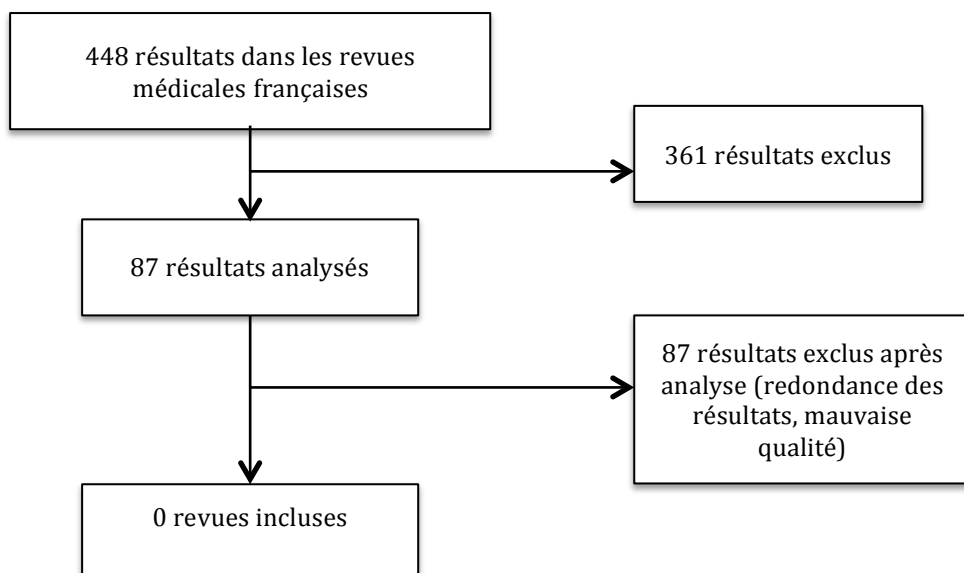 448 résultats dans les revues
médicales françaises
361 résultats exclus
87 résultats analysés
87 résultats exclus après
analyse (redondance des
résultats, mauvaise
qualité)
0 revues incluses